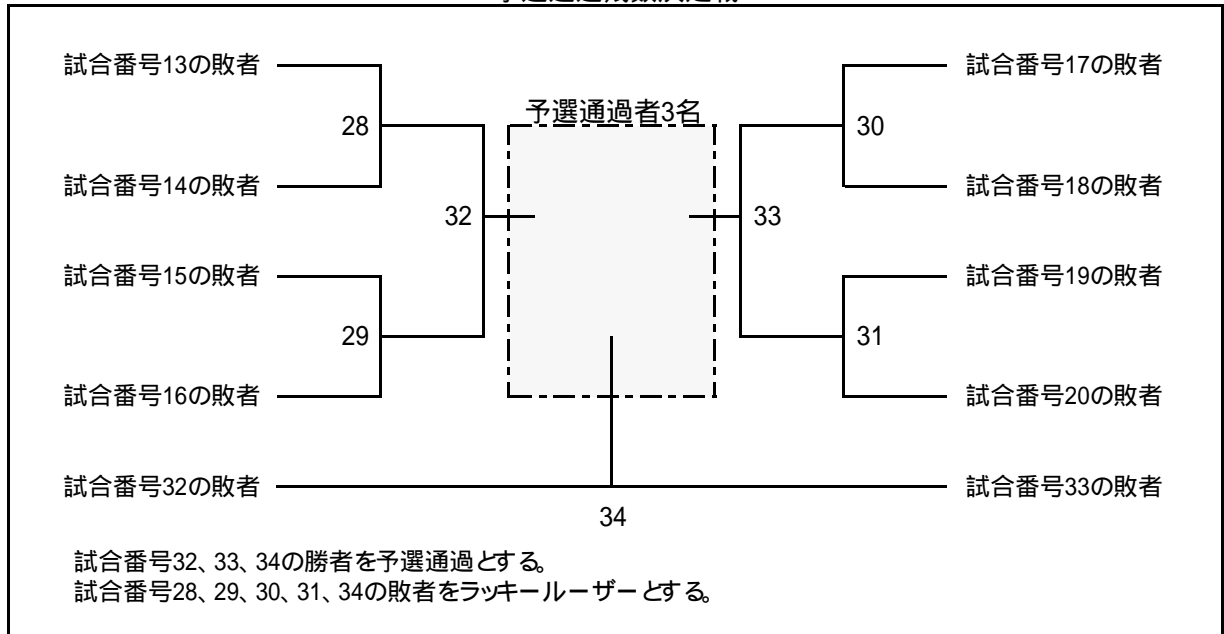 試合番号13の敗者
試合番号17の敗者
予選通過者3名
28
30
試合番号14の敗者
試合番号18の敗者
32
33
試合番号15の敗者
試合番号19の敗者
29
31
試合番号16の敗者
試合番号20の敗者
試合番号32の敗者
試合番号33の敗者
34
試合番号32、33、34の勝者を予選通過とする。
試合番号28、29、30、31、34の敗者をラッキールーザーとする。